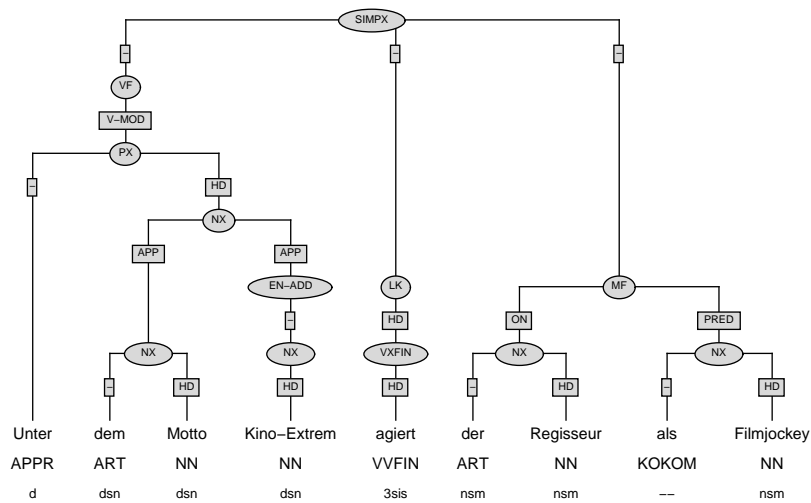 SIMPX
– – –
VF
V–MOD
PX
– HD
NX
APP APP
EN–ADD LK MF
– HD ON PRED
NX NX VXFIN NX NX
– HD HD HD – HD – HD
Unter dem Motto Kino–Extrem agiert der Regisseur als Filmjockey
APPR ART NN NN VVFIN ART NN KOKOM NN
d dsn dsn dsn 3sis nsm nsm –– nsm